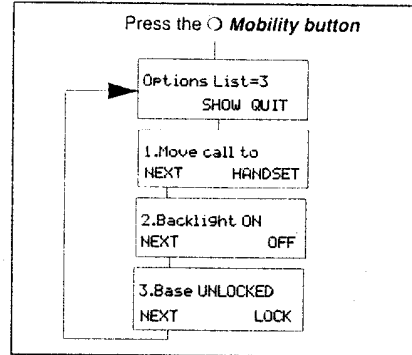 Press the ○ Mobility button
Options List=3
SHOW QUIT
1.Move call to
NEXT HANDSET
2.Backlight ON
NEXT OFF
3.Base UNLOCKED
NEXT LOCK